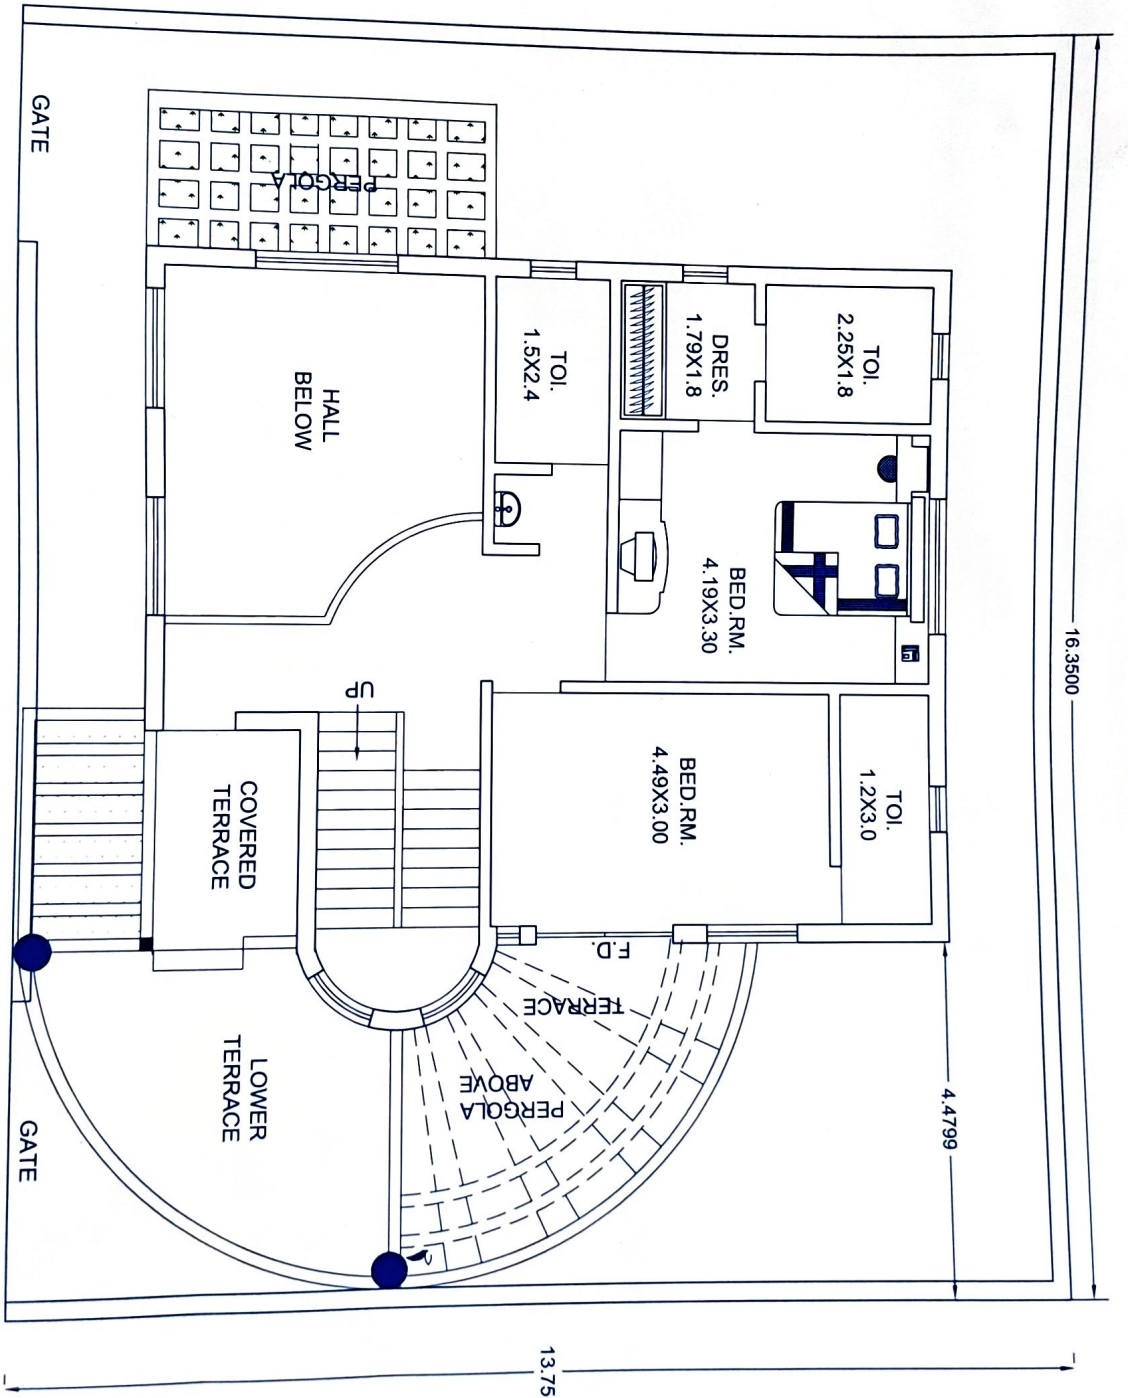 GATE
PERGOLA
HALL
BELOW
TOI.
1.5X2.4
DRES.
1.79X1.8
TOI.
2.25X1.8
BED.RM.
4.19X3.30
16.3500
UP
BED.RM.
4.49X3.00
TOI.
1.2X3.0
COVERED
TERRACE
F.D.
TERRACE
PERGOLA
ABOVE
LOWER
TERRACE
4.4799
GATE
13.75